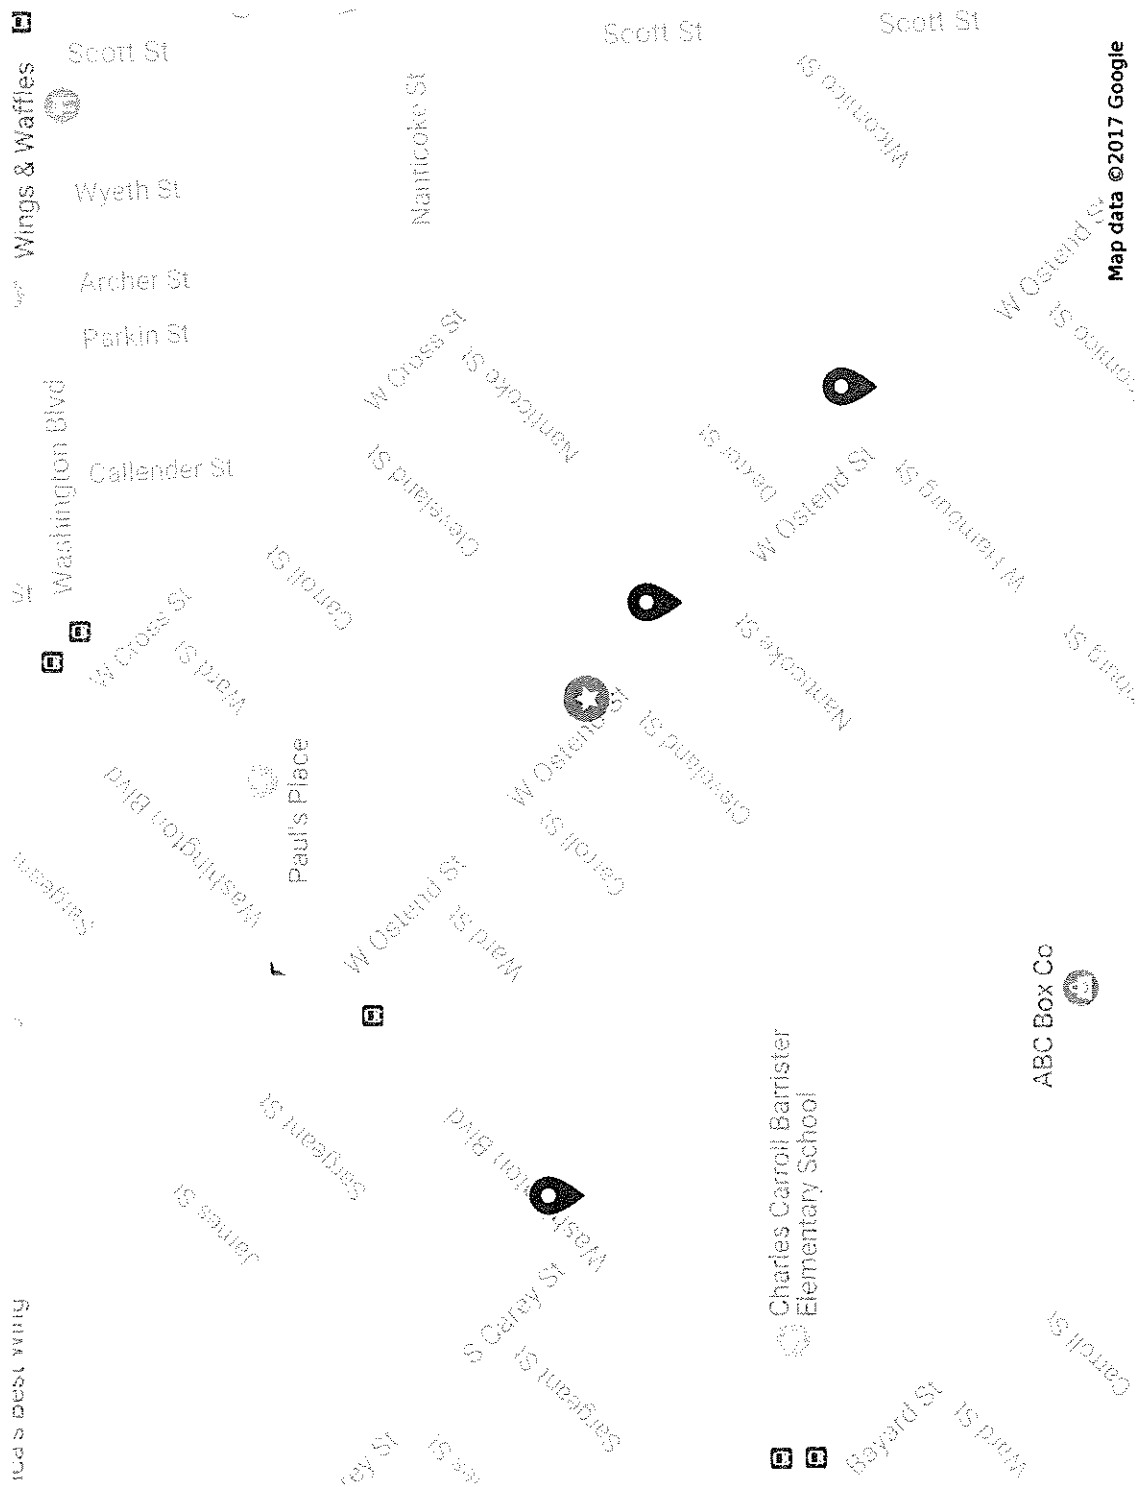 Scott St
Scott St
Scott St
Wings & Waffles
Nanticoke St
Wicomico St
Map data ©2017 Google
Wyeth St
W Ostend St
Archer St
Parkin St
W Cross St
Nanticoke St
Washington Blvd
Callender St
Cleveland St
Dexter St
W Ostend St
W Hamburg St
Carroll St
St
W Cross St
Ward St
Nanticoke St
Paul's Place
W Ostend St
Cleveland St
Washington Blvd
Carroll St
W Ostend St
Ward St
ABC Box Co
Charles Carroll Barrister
Elementary School
Sargeant St
Washington Blvd
James St
S Carey St
Sargeant St
Carroll St
Bayard St
Ward St